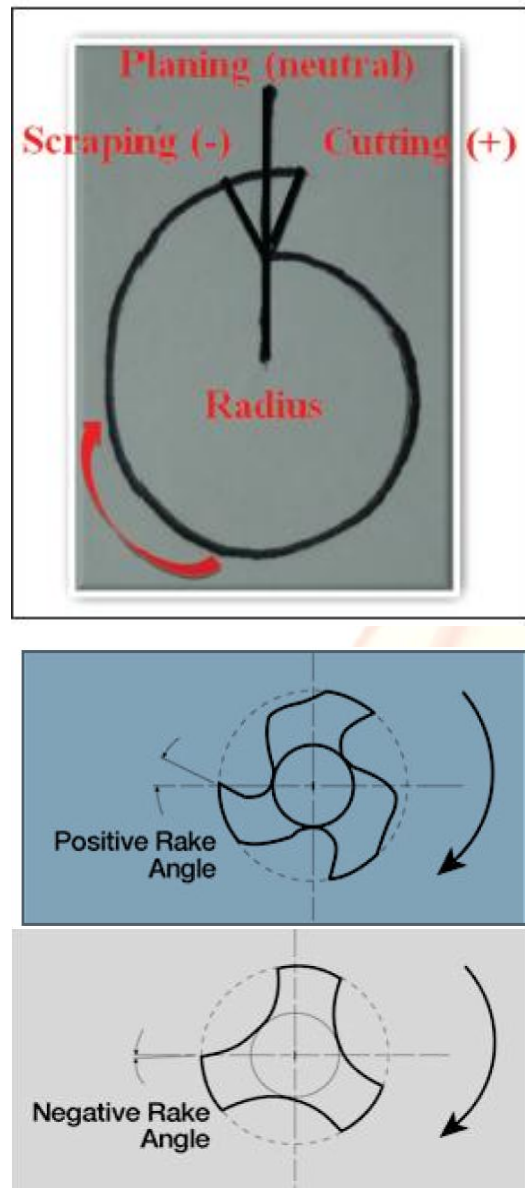 Planing (neutral)
Scraping (-) Cutting (+)
Radius
Positive Rake
Angle
Negative Rake
Angle